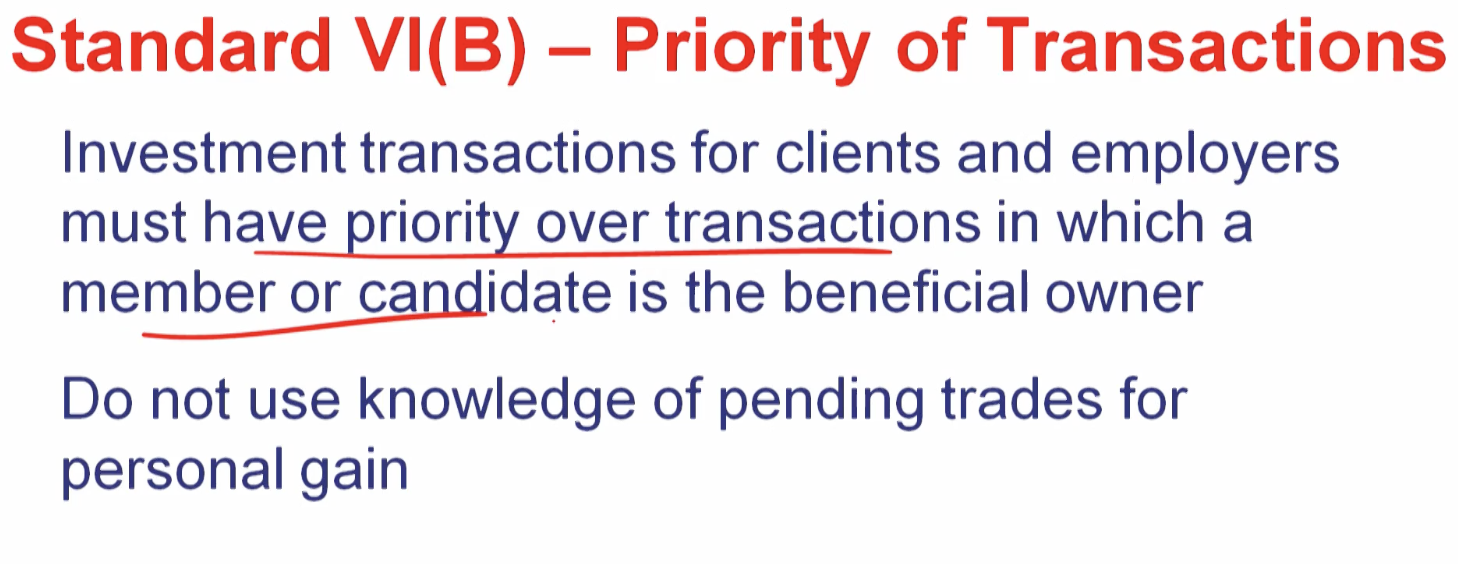 Standard VI(B) – Priority of Transactions
Investment transactions for clients and employers
must have priority over transactions in which a
member or candidate is the beneficial owner
Do not use knowledge of pending trades for
personal gain